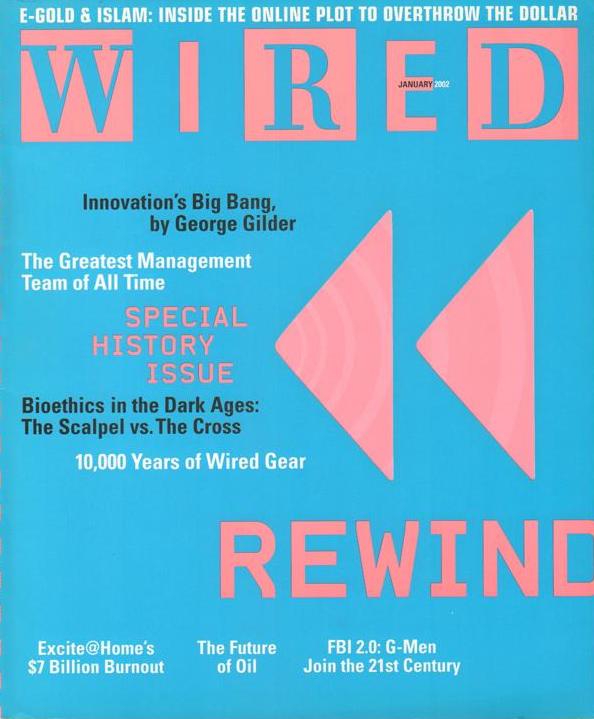 E-GOLD & ISLAM: INSIDE THE ONLINE PLOT TO OVERTHROW THE DOLLAR
WIRED
JANUARY 2002
Innovation's Big Bang,
by George Gilder
The Greatest Management
Team of All Time
SPECIAL
HISTORY
ISSUE
Bioethics in the Dark Ages:
The Scalpel vs. The Cross
10,000 Years of Wired Gear
REWIND
Excite@Home's
$7 Billion Burnout
The Future
of Oil
FBI 2.0: G-Men
Join the 21st Century